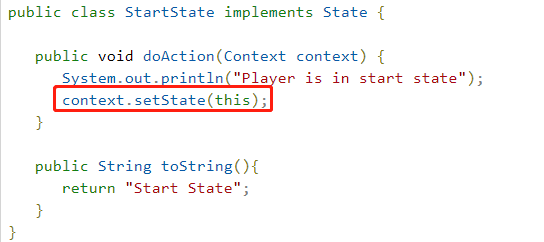 public class StartState implements State {
public void doAction(Context context) {
System.out.println("Player is in start state");
context.setState(this);
}
public String toString(){
return "Start State";
}
}